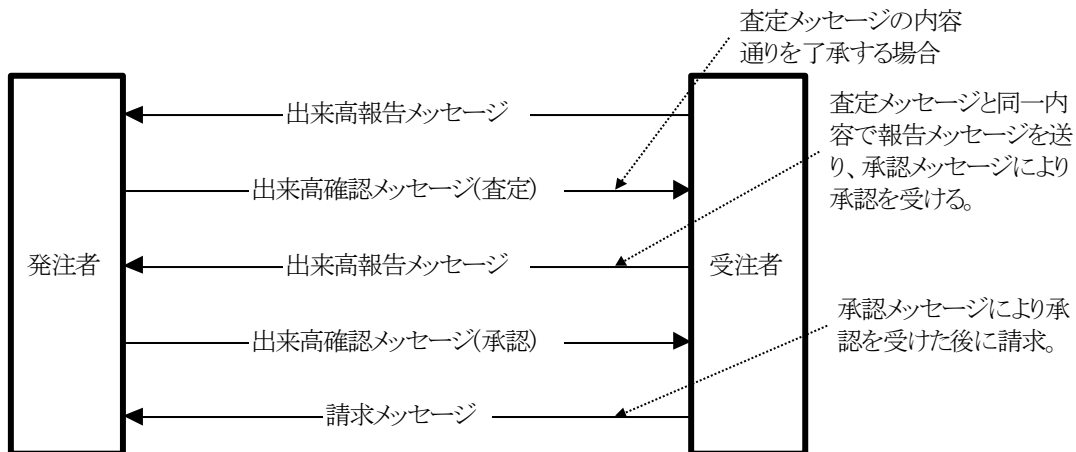 査定メッセージの内容
通りを了承する場合
出来高報告メッセージ
査定メッセージと同一内
容で報告メッセージを送
り、承認メッセージにより
承認を受ける。
出来高確認メッセージ(査定)
発注者
出来高報告メッセージ
受注者
出来高確認メッセージ(承認)
承認メッセージにより承
認を受けた後に請求。
請求メッセージ